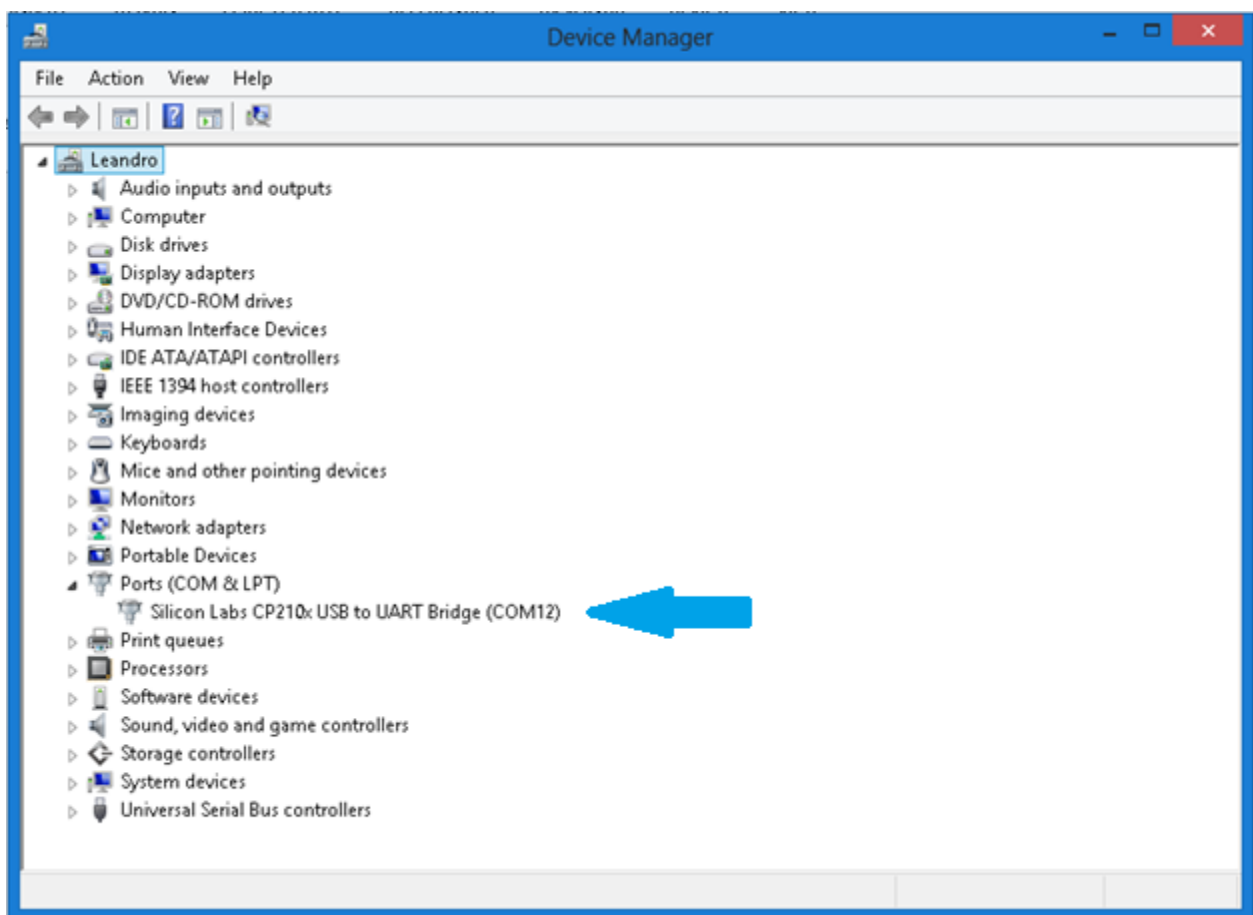 Device Manager
File Action View Help
Leandro
Audio inputs and outputs
Computer
Disk drives
Display adapters
DVD/CD-ROM drives
Human Interface Devices
IDE ATA/ATAPI controllers
IEEE 1394 host controllers
Imaging devices
Keyboards
Mice and other pointing devices
Monitors
Network adapters
Portable Devices
Ports (COM & LPT)
Silicon Labs CP210x USB to UART Bridge (COM12)
Print queues
Processors
Software devices
Sound, video and game controllers
Storage controllers
System devices
Universal Serial Bus controllers